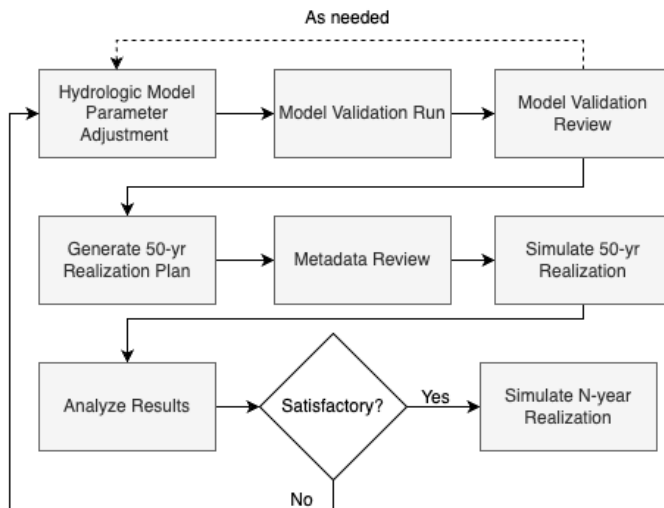 As needed
Hydrologic Model
Parameter
Adjustment
Model Validation Run
Model Validation
Review
Generate 50-yr
Realization Plan
Metadata Review
Simulate 50-yr
Realization
Analyze Results
Satisfactory?
Yes
Simulate N-year
Realization
No